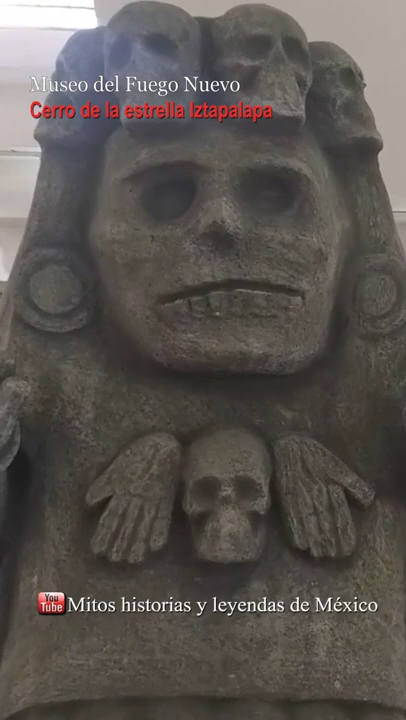 Museo del Fuego Nuevo
Cerro de la estrella Iztapalapa
You
Tube
Mitos historias y leyendas de México